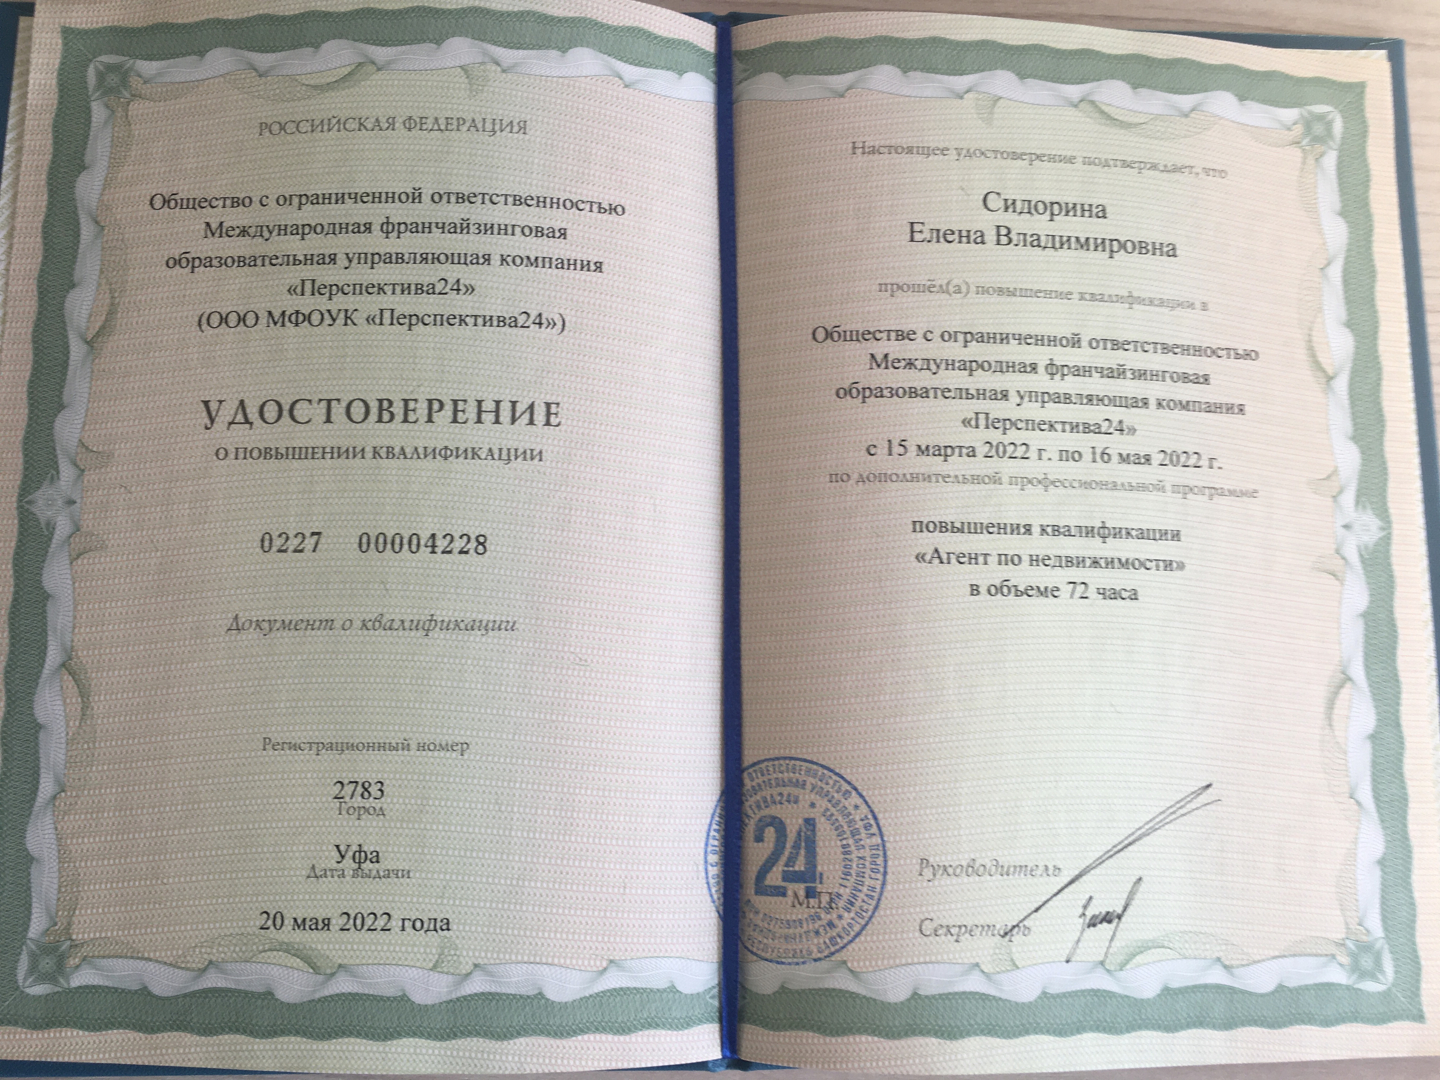 РОССИЙСКАЯ ФЕДЕРАЦИЯ
Общество с ограниченной ответственностью
Международная франчайзинговая
образовательная управляющая компания
«Перспектива24»
(ООО МФОУК «Перспектива24»)
УДОСТОВЕРЕНИЕ
О ПОВЫШЕНИИ КВАЛИФИКАЦИИ
0227 00004228
Документ о квалификации
Регистрационный номер
2783
Город
Уфа
Дата выдачи
20 мая 2022 года
Настоящее удостоверение подтверждает, что
Сидорина
Елена Владимировна
прошёл(а) повышение квалификации в
Обществе с ограниченной ответственностью
Международная франчайзинговая
образовательная управляющая компания
«Перспектива24»
с 15 марта 2022 г. по 16 мая 2022 г.
по дополнительной профессиональной программе
повышения квалификации
«Агент по недвижимости»
в объеме 72 часа
24
М.П.
Руководитель
Секретарь